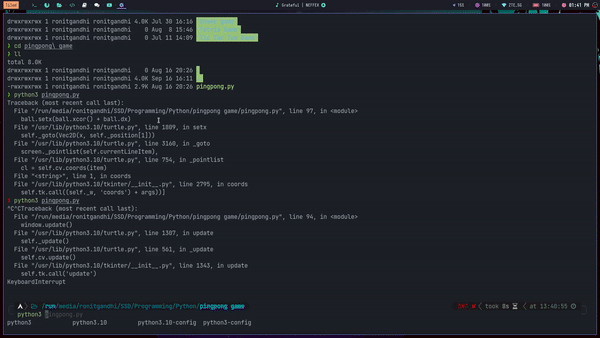 Tiled
Grateful | NEFFEX
01:41 PM
drwxrwxrwx 1 ronitgandhi ronitgandhi 4.0K Jul 30 16:16
drwxrwxrwx 1 ronitgandhi ronitgandhi 0 Aug 8 15:46
drwxrwxrwx 1 ronitgandhi ronitgandhi 0 Jul 11 14:09
❯ cd pingpong\ game
❯ ll
total 8.0K
drwxrwxrwx 1 ronitgandhi ronitgandhi 0 Aug 16 20:26 .
drwxrwxrwx 1 ronitgandhi ronitgandhi 4.0K Sep 16 16:11 ..
-rwxrwxrwx 1 ronitgandhi ronitgandhi 2.9K Aug 16 20:26 pingpong.py
❯ python3 pingpong.py
Traceback (most recent call last):
File "/run/media/ronitgandhi/SSD/Programming/Python/pingpong game/pingpong.py", line 97, in <module>
ball.setx(ball.xcor() + ball.dx)
File "/usr/lib/python3.10/turtle.py", line 1809, in setx
self._goto(Vec2D(x, self._position[1]))
File "/usr/lib/python3.10/turtle.py", line 3160, in _goto
screen._pointlist(self.currentLineItem),
File "/usr/lib/python3.10/turtle.py", line 754, in _pointlist
cl = self.cv.coords(item)
File "<string>", line 1, in coords
File "/usr/lib/python3.10/tkinter/__init__.py", line 2795, in coords
self.tk.call((self._w, 'coords') + args))]
python3 pingpong.py
^C^CTraceback (most recent call last):
File "/run/media/ronitgandhi/SSD/Programming/Python/pingpong game/pingpong.py", line 94, in <module>
window.update()
File "/usr/lib/python3.10/turtle.py", line 1307, in update
self._update()
File "/usr/lib/python3.10/turtle.py", line 561, in _update
self.cv.update()
File "/usr/lib/python3.10/tkinter/__init__.py", line 1343, in update
self.tk.call('update')
KeyboardInterrupt
/run/media/ronitgandhi/SSD/Programming/Python/pingpong game INT took 8s at 13:40:55
python3 pingpong.py
python3 python3.10 python3.10-config python3-config